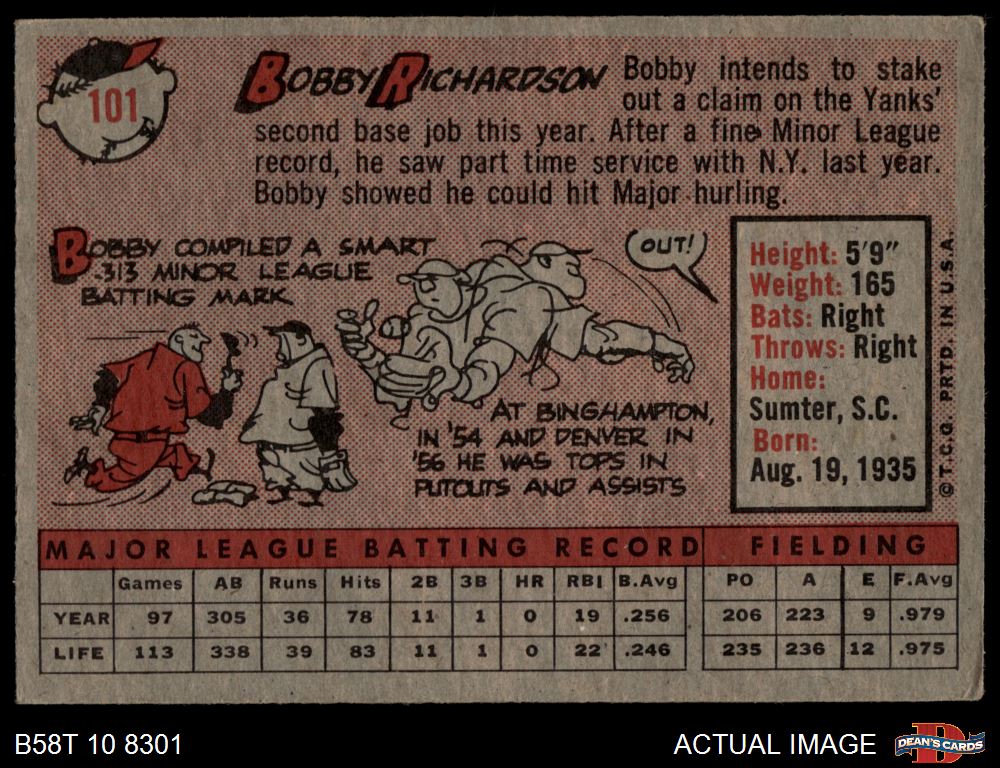 101
BOBBY RICHARDSON
Bobby intends to stake
out a claim on the Yanks'
second base job this year. After a fine Minor League
record, he saw part time service with N.Y. last year.
Bobby showed he could hit Major hurling.
BOBBY COMPILED A SMART
.313 MINOR LEAGUE
BATTING MARK
OUT!
AT BINGHAMPTON,
IN '54 AND DENVER IN
'56 HE WAS TOPS IN
PUTOUTS AND ASSISTS
Height: 5'9"
Weight: 165
Bats: Right
Throws: Right
Home:
Sumter, S.C.
Born:
Aug. 19, 1935
© T.C.G. PRTD. IN U.S.A.
MAJOR LEAGUE BATTING RECORD FIELDING
Games AB Runs Hits 2B 3B HR RBI B.Avg PO A E F.Avg
YEAR 97 305 36 78 11 1 0 19 .256 206 223 9 .979
LIFE 113 338 39 83 11 1 0 22 .246 235 236 12 .975
B58T 10 8301
ACTUAL IMAGE
D
DEAN'S CARDS